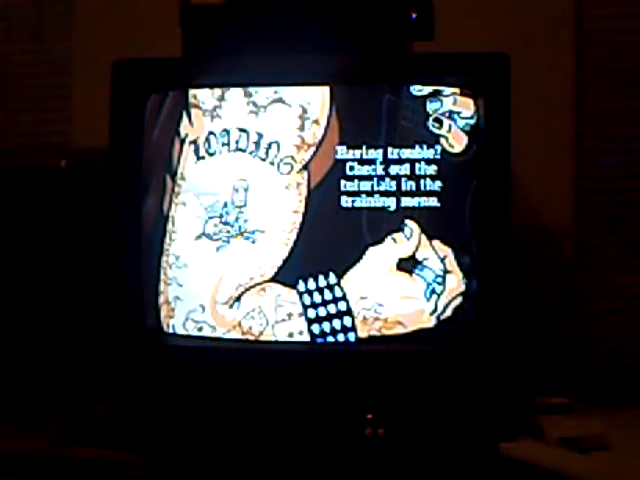 LOADING
Having trouble?
Check out the
tutorials in the
training menu.